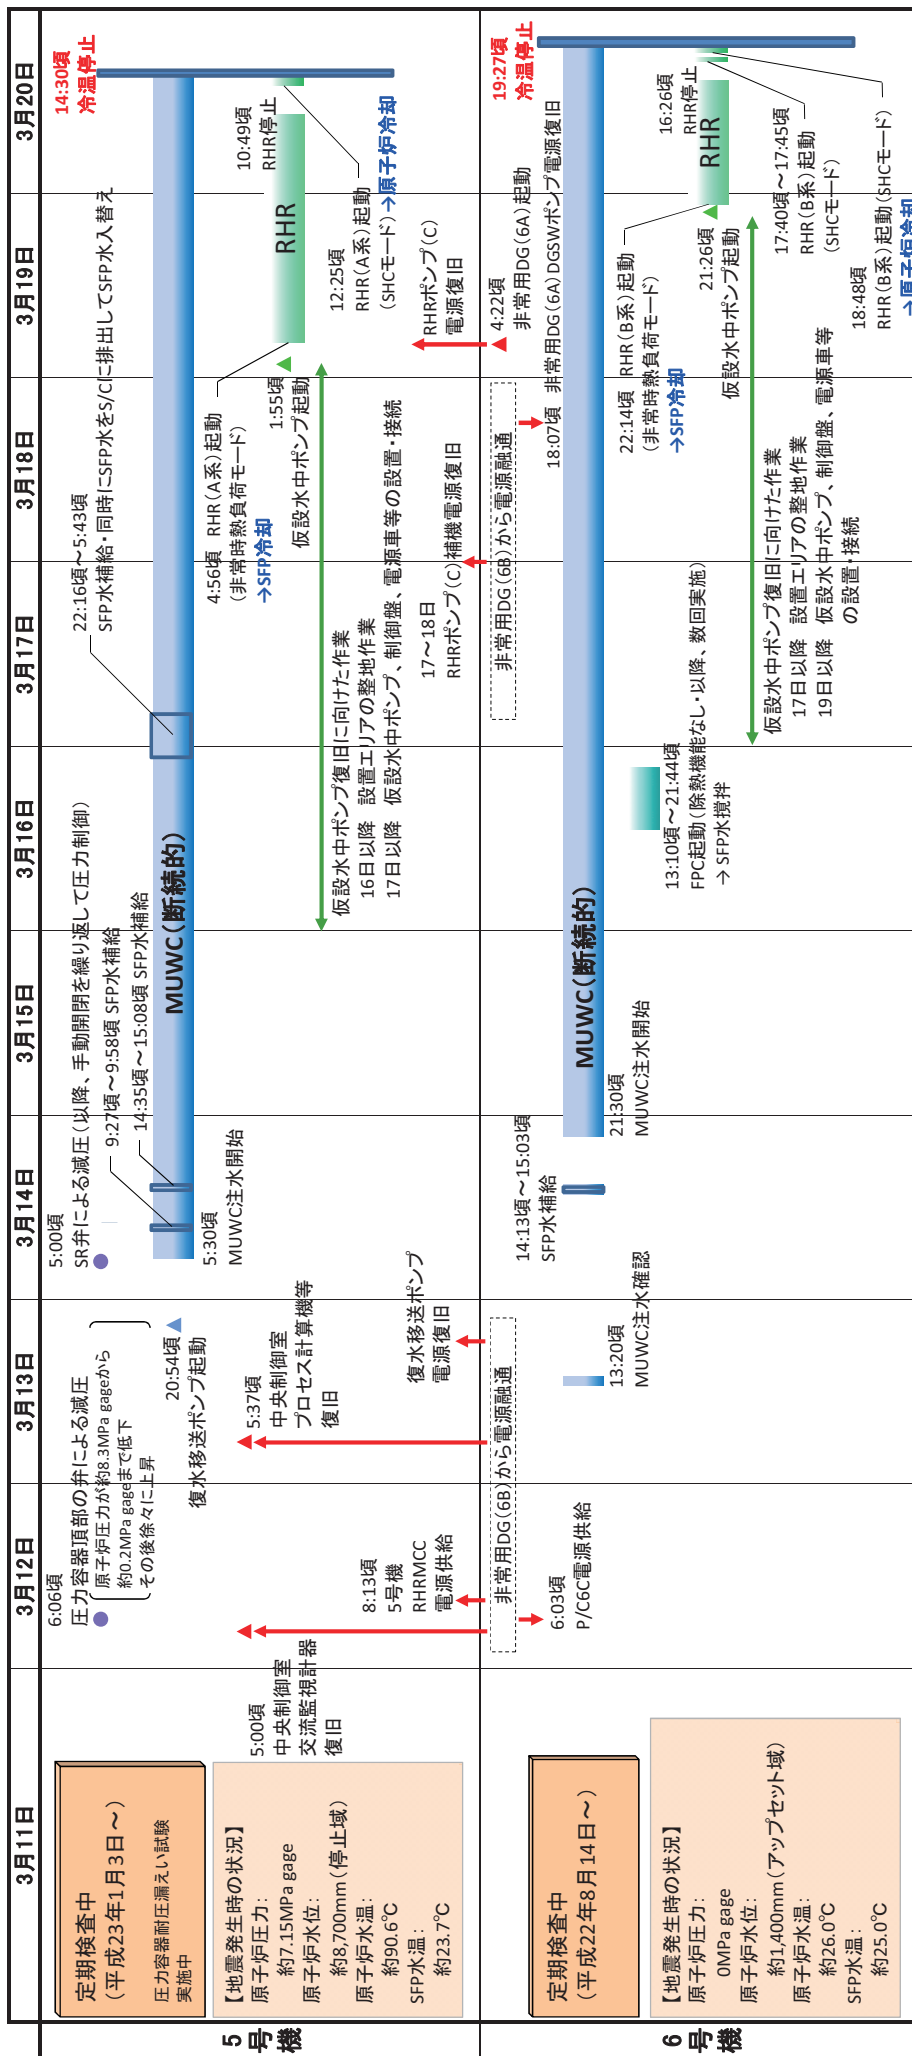 3月11日
3月12日
3月13日
3月14日
3月15日
3月16日
3月17日
3月18日
3月19日
3月20日
5号機
定期検査中
(平成23年1月3日～)
圧力容器耐圧漏えい試験
実施中
【地震発生時の状況】
原子炉圧力:
約7.15MPa gage
原子炉水位:
約8,700mm(停止域)
原子炉水温:
約90.6℃
SFP水温:
約23.7℃
5:00頃
中央制御室
交流監視計器
復旧
6:06頃
圧力容器頂部の弁による減圧
原子炉圧力が約8.3MPa gageから
約0.2MPa gageまで低下
その後徐々に上昇
8:13頃
5号機
RHRMCC
電源供給
20:54頃
復水移送ポンプ起動
5:37頃
中央制御室
プロセス計算機等
復旧
復水移送ポンプ
電源復旧
5:00頃
SR弁による減圧(以降、手動開閉を繰り返して圧力制御)
9:27頃～9:58頃 SFP水補給
14:35頃～15:08頃 SFP水補給
MUWC(断続的)
5:30頃
MUWC注水開始
22:16頃～5:43頃
SFP水補給・同時にSFP水をS/Cに排出してSFP水入替え
4:56頃 RHR(A系)起動
(非常時熱負荷モード)
→SFP冷却
1:55頃
仮設水中ポンプ起動
仮設水中ポンプ復旧に向けた作業
16日以降 設置エリアの整地作業
17日以降 仮設水中ポンプ、制御盤、電源車等の設置・接続
17～18日
RHRポンプ(C)補機電源復旧
RHR
10:49頃
RHR停止
12:25頃
RHR(A系)起動
(SHCモード)→原子炉冷却
RHRポンプ(C)
電源復旧
14:30頃
冷温停止
非常用DG(6B)から電源融通
非常用DG(6B)から電源融通
6号機
定期検査中
(平成22年8月14日～)
【地震発生時の状況】
原子炉圧力:
0MPa gage
原子炉水位:
約1,400mm(アップセット域)
原子炉水温:
約26.0℃
SFP水温:
約25.0℃
6:03頃
P/C6C電源供給
13:20頃
MUWC注水確認
14:13頃～15:03頃
SFP水補給
MUWC(断続的)
21:30頃
MUWC注水開始
13:10頃～21:44頃
FPC起動(除熱機能なし・以降、数回実施)
→ SFP水撹拌
4:22頃
非常用DG(6A)起動
18:07頃 非常用DG(6A) DGSWポンプ電源復旧
22:14頃 RHR(B系)起動
(非常時熱負荷モード)
→SFP冷却
21:26頃
仮設水中ポンプ起動
仮設水中ポンプ復旧に向けた作業
17日以降 設置エリアの整地作業
19日以降 仮設水中ポンプ、制御盤、電源車等
の設置・接続
RHR
16:26頃
RHR停止
17:40頃～17:45頃
RHR(B系)起動
(SHCモード)
18:48頃
RHR(B系)起動(SHCモード)
→原子炉冷却
19:27頃
冷温停止